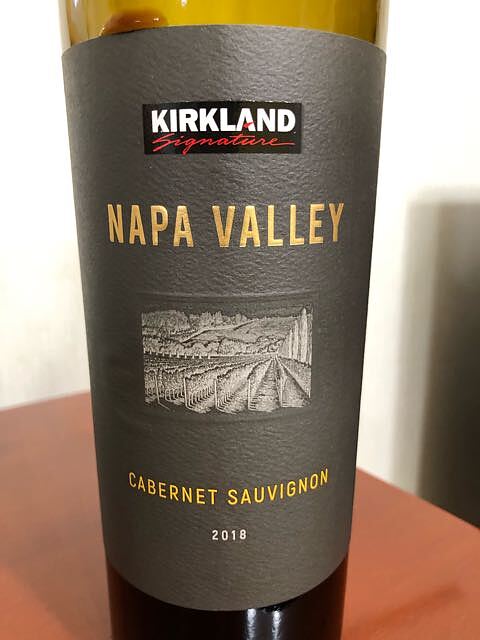 KIRKLAND
Signature
NAPA VALLEY
CABERNET SAUVIGNON
2018